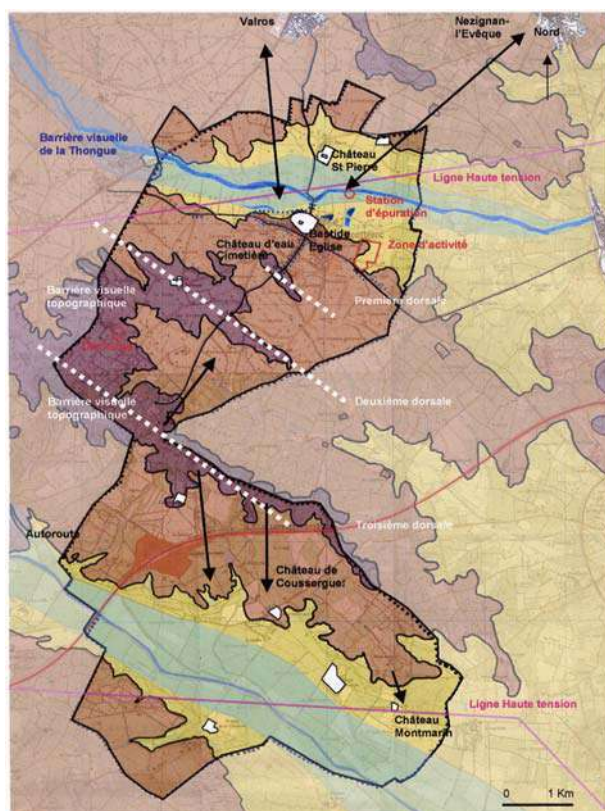 Valros
Nezignan-
l'Evêque
Nord
Barrière visuelle
de la Thongue
Château
St Pierre
Ligne Haute tension
Station
d'épuration
Bastide
Eglise
Château d'eau
Cimetière
Zone d'activité
Barrière visuelle
topographique
Première dorsale
Barrière visuelle
topographique
Deuxième dorsale
Troisième dorsale
Autoroute
Château de
Coussergues
Ligne Haute tension
Château
Montmarin
0 1 Km